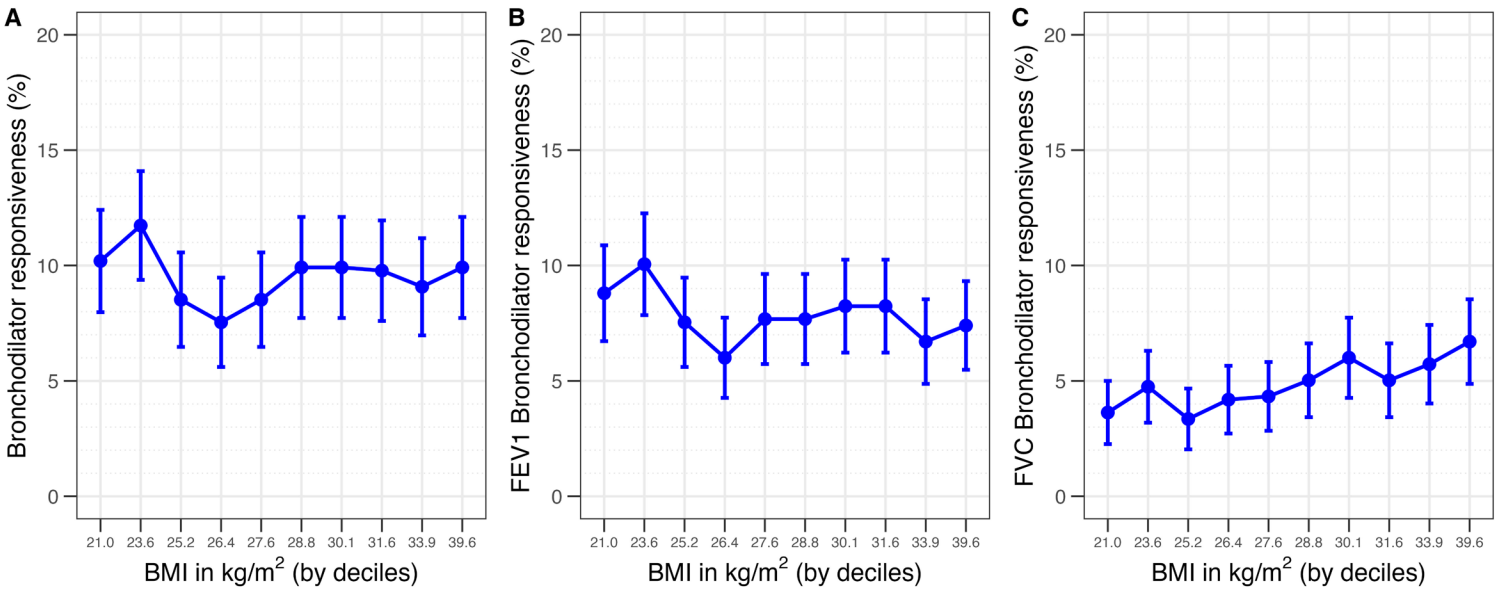 A
Bronchodilator responsiveness (%)
20
15
10
5
0
21.0 23.6 25.2 26.4 27.6 28.8 30.1 31.6 33.9 39.6
BMI in kg/m² (by deciles)
B
FEV1 Bronchodilator responsiveness (%)
20
15
10
5
0
21.0 23.6 25.2 26.4 27.6 28.8 30.1 31.6 33.9 39.6
BMI in kg/m² (by deciles)
C
FVC Bronchodilator responsiveness (%)
20
15
10
5
0
21.0 23.6 25.2 26.4 27.6 28.8 30.1 31.6 33.9 39.6
BMI in kg/m² (by deciles)